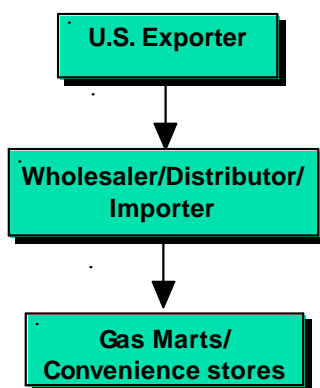 U.S. Exporter
Wholesaler/Distributor/
Importer
Gas Marts/
Convenience stores